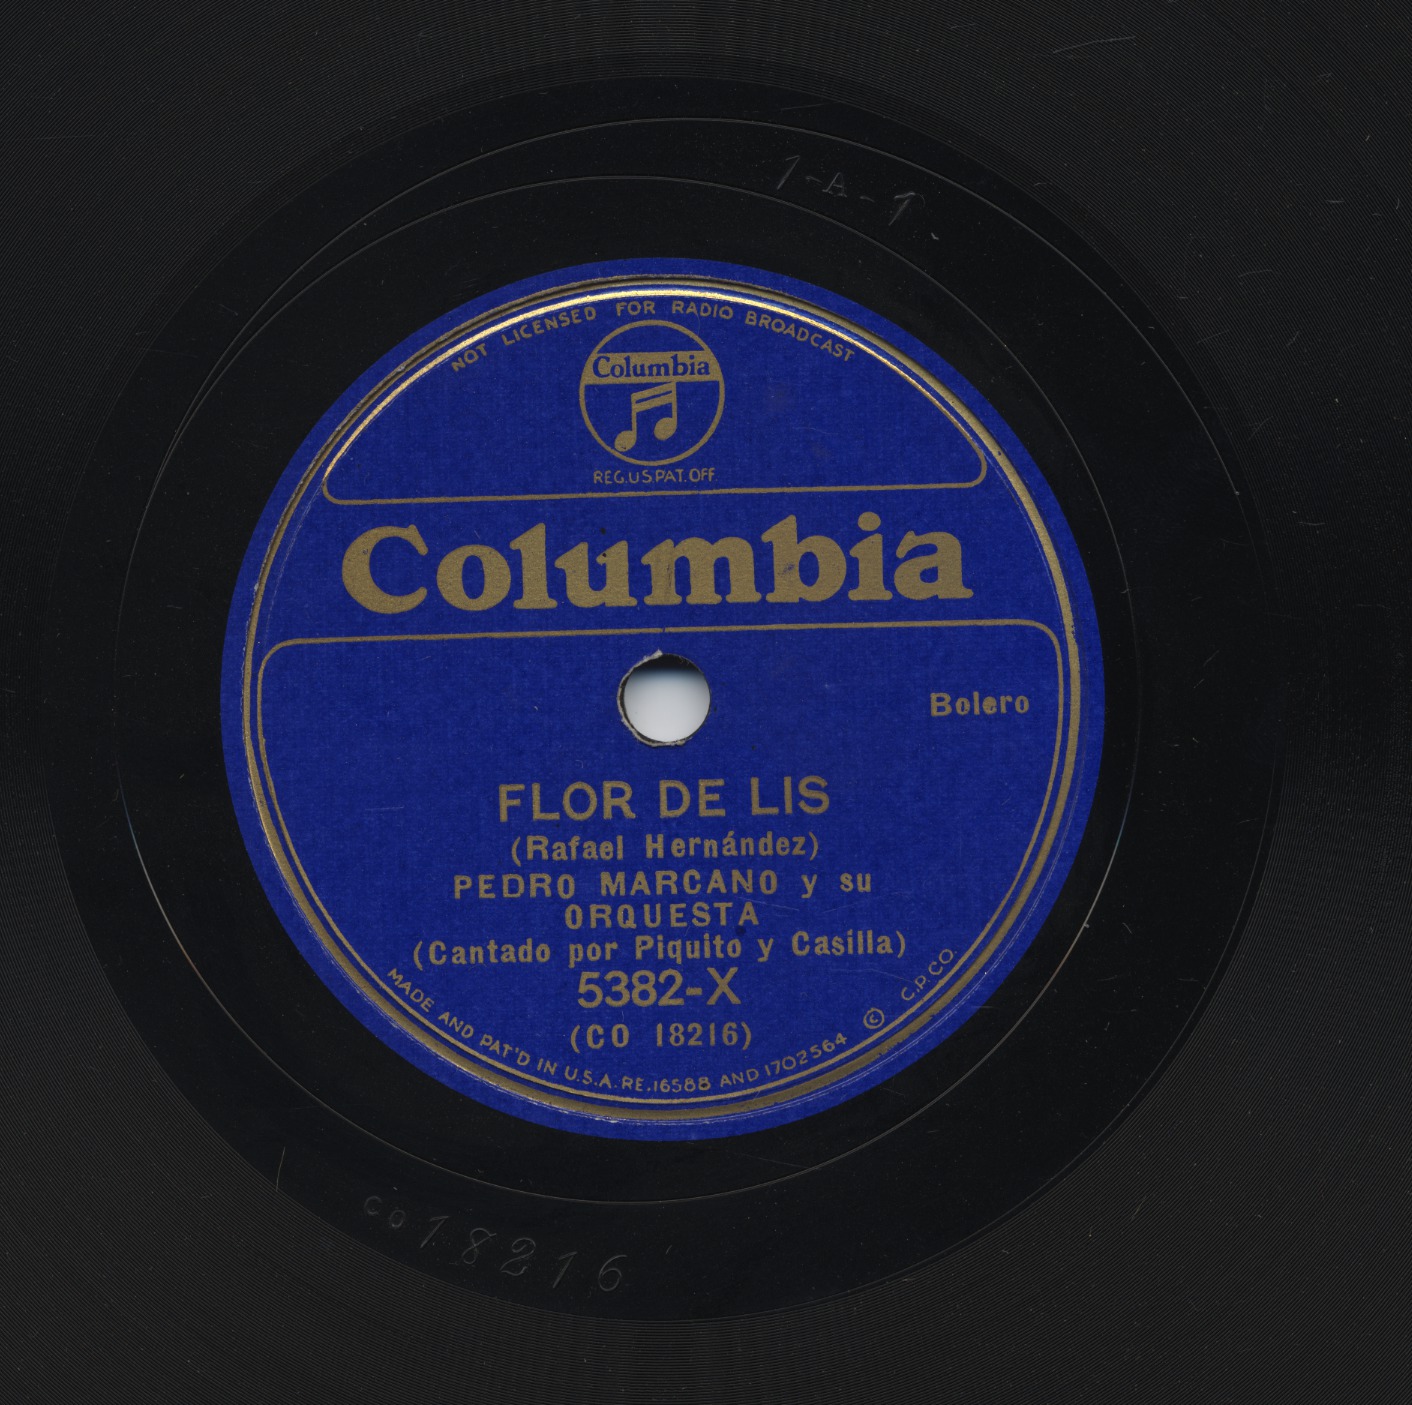 1-A-1
NOT LICENSED FOR RADIO BROADCAST
Columbia
REG.U.S.PAT.OFF.
Columbia
Bolero
FLOR DE LIS
(Rafael Hernández)
PEDRO MARCANO y su
ORQUESTA
(Cantado por Piquito y Casilla)
5382-X
(CO 18216)
MADE AND PAT'D IN U.S.A. RE.16588 AND 1702564 © C.P.CO.
CO 18216